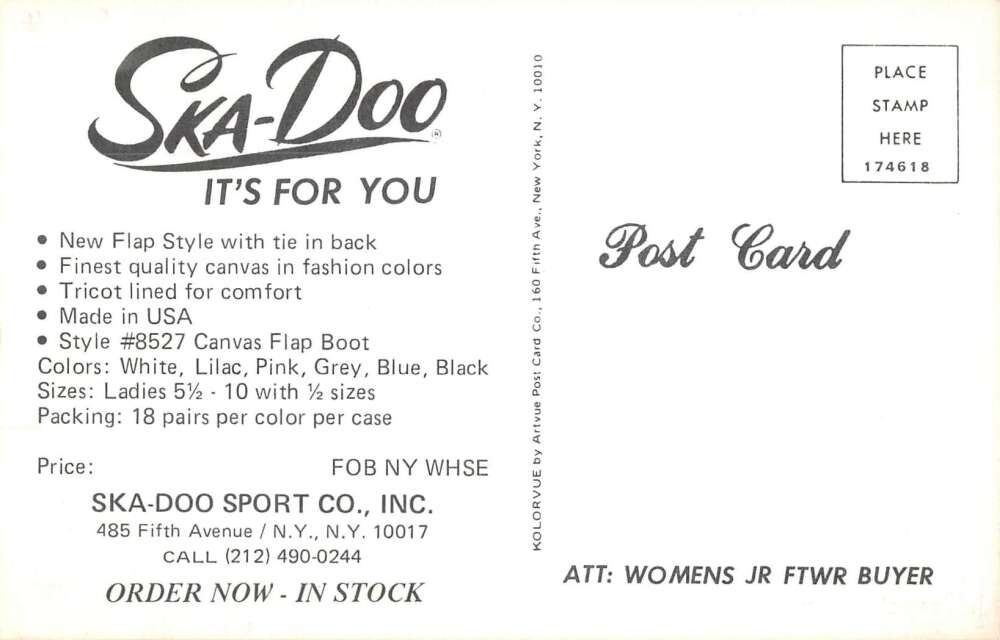 SKA-DOO ®
IT'S FOR YOU
• New Flap Style with tie in back
• Finest quality canvas in fashion colors
• Tricot lined for comfort
• Made in USA
• Style #8527 Canvas Flap Boot
Colors: White, Lilac, Pink, Grey, Blue, Black
Sizes: Ladies 5½ - 10 with ½ sizes
Packing: 18 pairs per color per case
Price: FOB NY WHSE
SKA-DOO SPORT CO., INC.
485 Fifth Avenue / N.Y., N.Y. 10017
CALL (212) 490-0244
ORDER NOW - IN STOCK
KOLORVUE by Artvue Post Card Co., 160 Fifth Ave., New York, N. Y. 10010
PLACE
STAMP
HERE
174618
Post Card
ATT: WOMENS JR FTWR BUYER